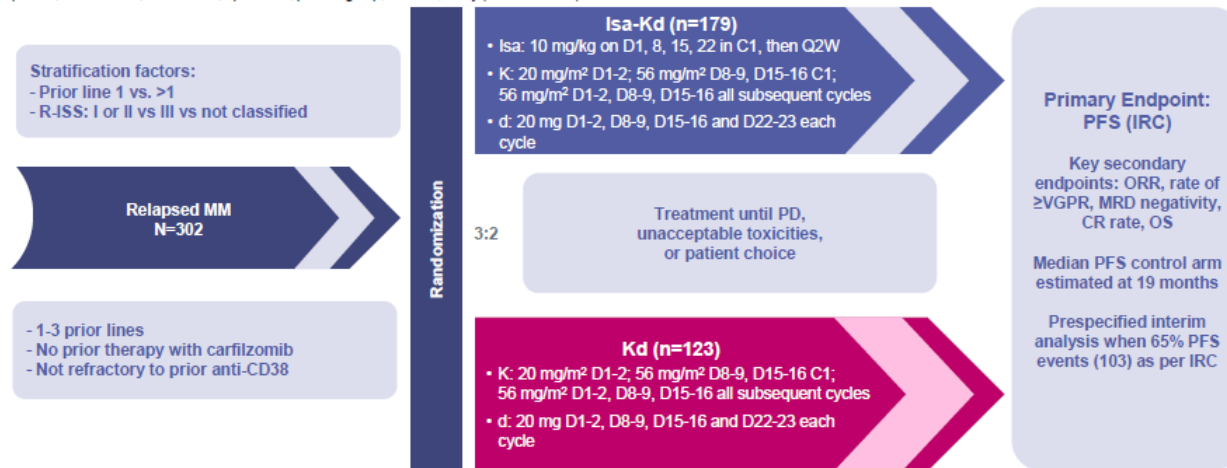 Stratification factors:
- Prior line 1 vs. >1
- R-ISS: I or II vs III vs not classified
Relapsed MM
N=302
- 1-3 prior lines
- No prior therapy with carfilzomib
- Not refractory to prior anti-CD38
Randomization
3:2
Isa-Kd (n=179)
• Isa: 10 mg/kg on D1, 8, 15, 22 in C1, then Q2W
• K: 20 mg/m² D1-2; 56 mg/m² D8-9, D15-16 C1;
56 mg/m² D1-2, D8-9, D15-16 all subsequent cycles
• d: 20 mg D1-2, D8-9, D15-16 and D22-23 each
cycle
Treatment until PD,
unacceptable toxicities,
or patient choice
Kd (n=123)
• K: 20 mg/m² D1-2; 56 mg/m² D8-9, D15-16 C1;
56 mg/m² D1-2, D8-9, D15-16 all subsequent cycles
• d: 20 mg D1-2, D8-9, D15-16 and D22-23 each
cycle
Primary Endpoint:
PFS (IRC)
Key secondary
endpoints: ORR, rate of
≥VGPR, MRD negativity,
CR rate, OS
Median PFS control arm
estimated at 19 months
Prespecified interim
analysis when 65% PFS
events (103) as per IRC